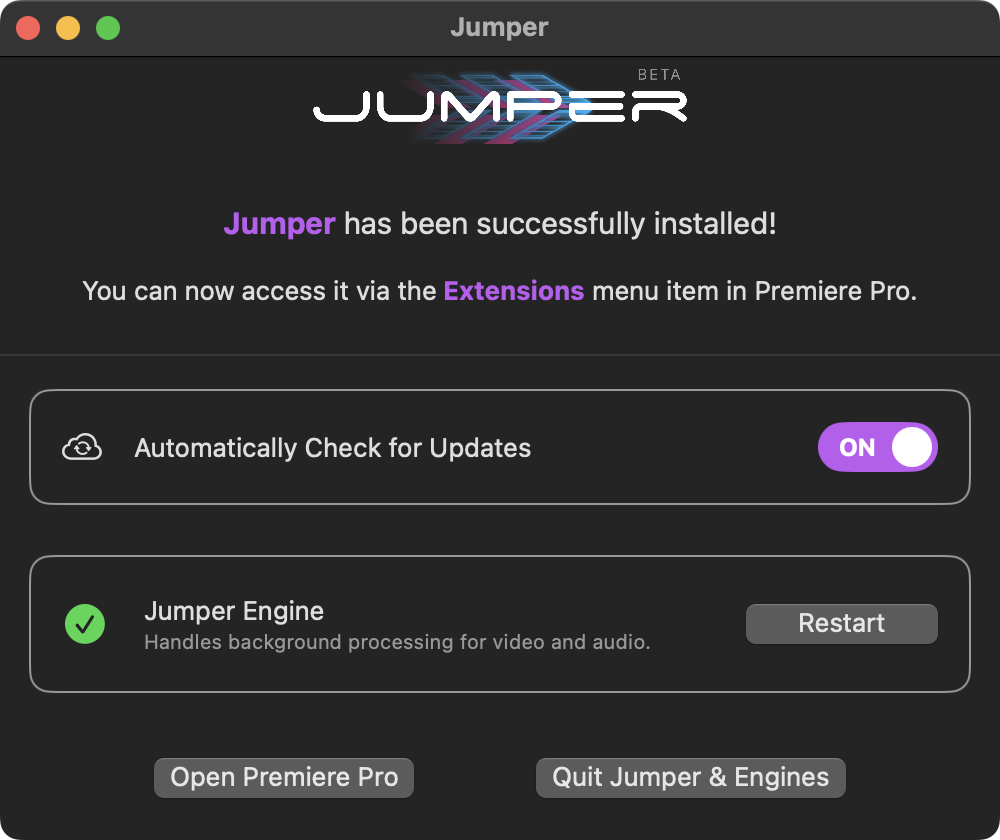 Jumper
BETA
JUMPER
Jumper has been successfully installed!
You can now access it via the Extensions menu item in Premiere Pro.
Automatically Check for Updates
ON
Jumper Engine
Handles background processing for video and audio.
Restart
Open Premiere Pro
Quit Jumper & Engines